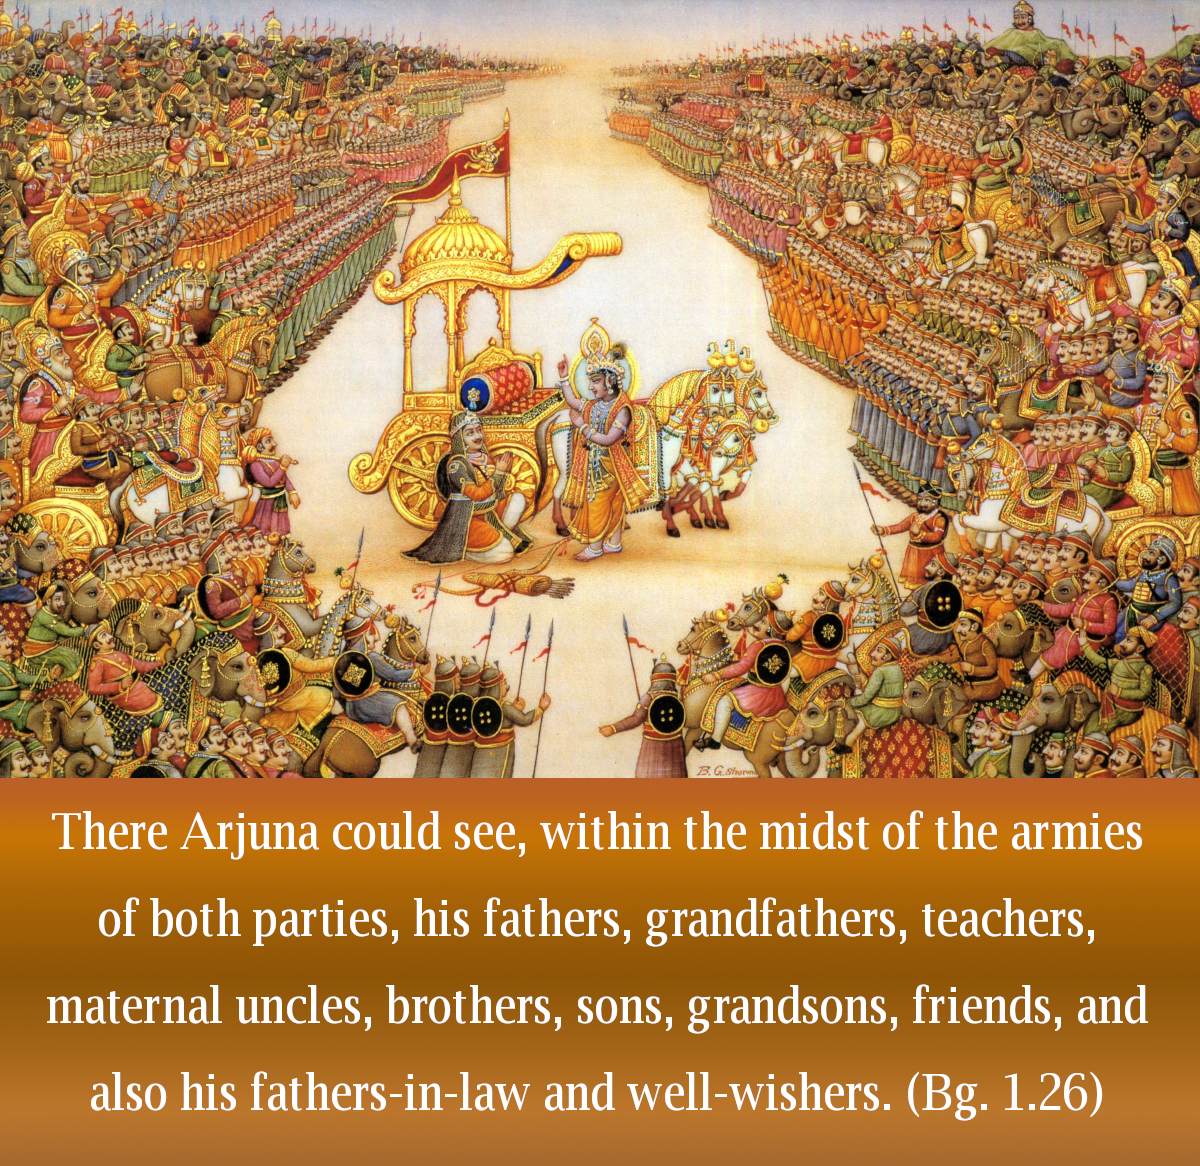 B. G. Sharma
There Arjuna could see, within the midst of the armies
of both parties, his fathers, grandfathers, teachers,
maternal uncles, brothers, sons, grandsons, friends, and
also his fathers-in-law and well-wishers. (Bg. 1.26)